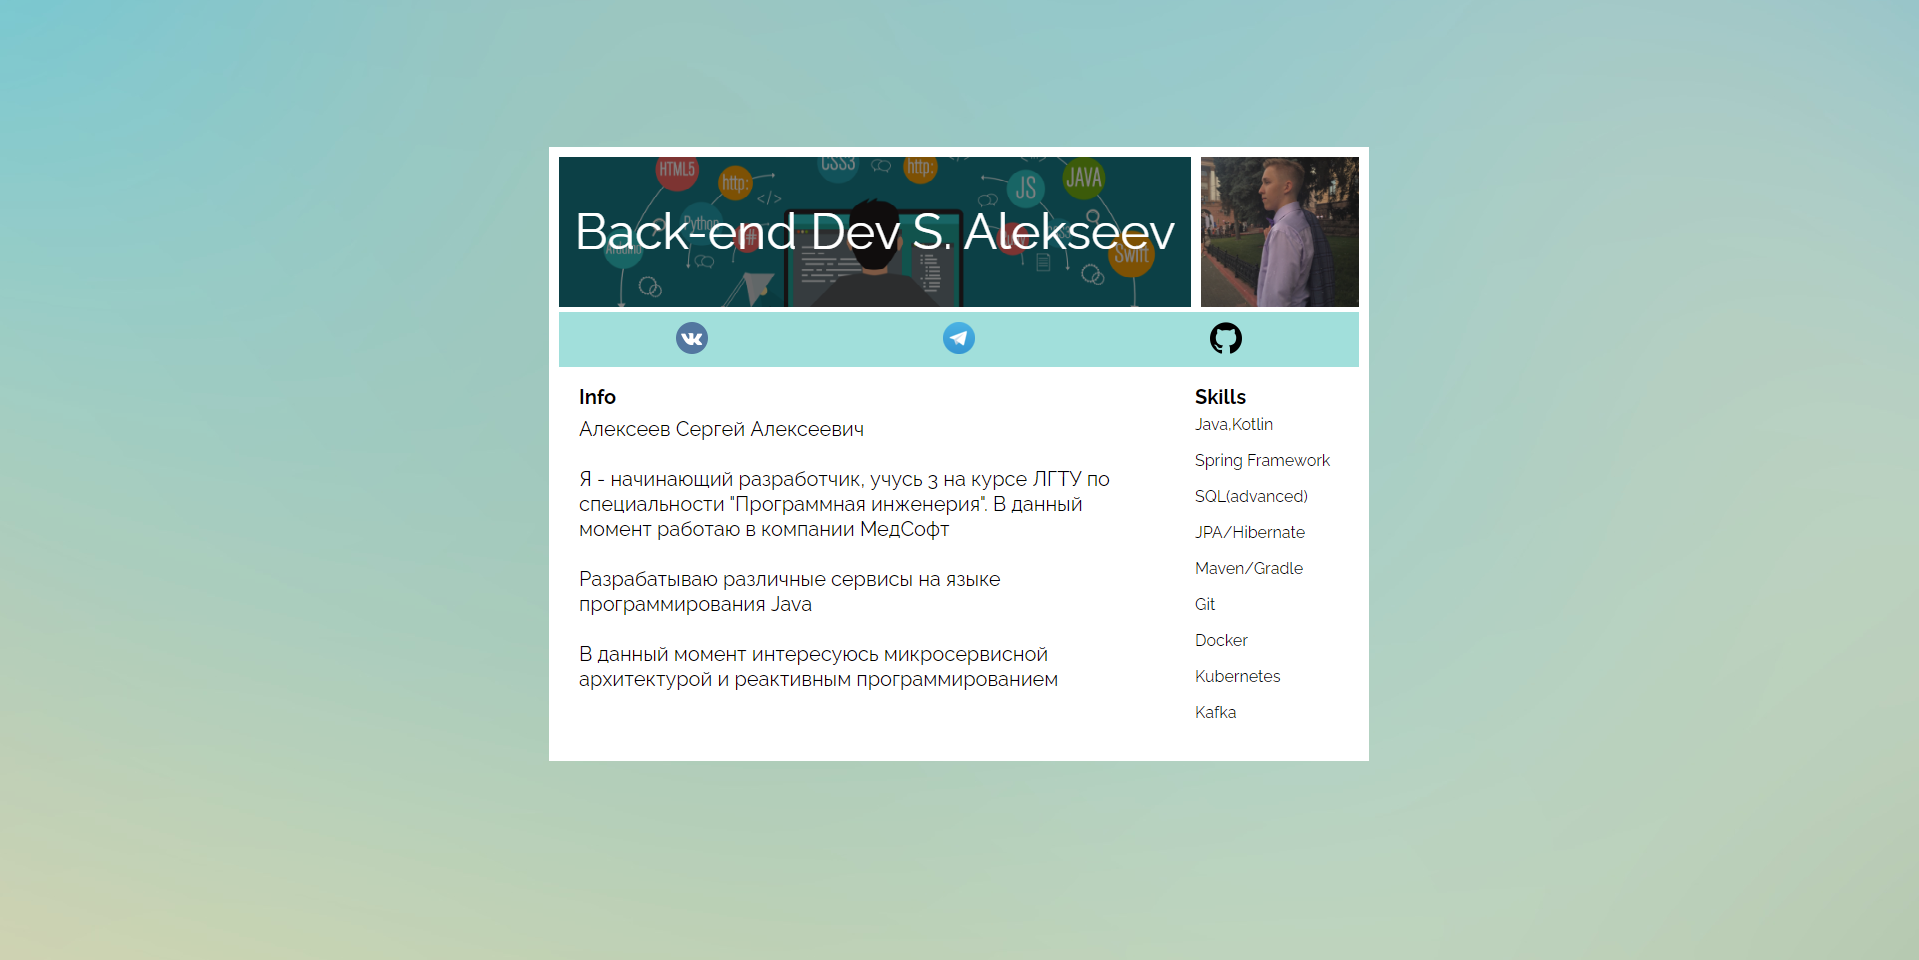 HTML5
http:
CSS3
http:
JS
JAVA
Python
Swift
Back-end Dev S. Alekseev
Info
Алексеев Сергей Алексеевич
Я - начинающий разработчик, учусь 3 на курсе ЛГТУ по
специальности "Программная инженерия". В данный
момент работаю в компании МедСофт
Разрабатываю различные сервисы на языке
программирования Java
В данный момент интересуюсь микросервисной
архитектурой и реактивным программированием
Skills
Java,Kotlin
Spring Framework
SQL(advanced)
JPA/Hibernate
Maven/Gradle
Git
Docker
Kubernetes
Kafka